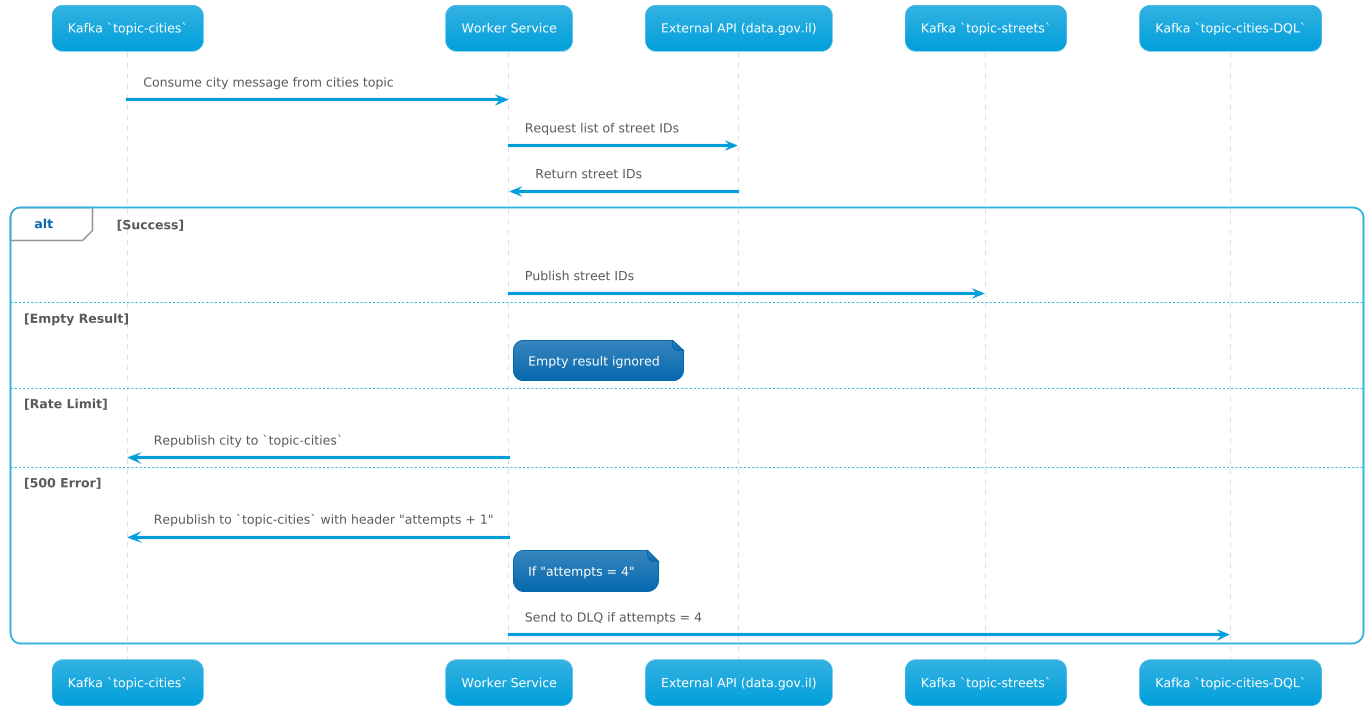 Kafka `topic-cities`
Worker Service
External API (data.gov.il)
Kafka `topic-streets`
Kafka `topic-cities-DQL`
Consume city message from cities topic
Request list of street IDs
Return street IDs
alt
[Success]
Publish street IDs
[Empty Result]
Empty result ignored
[Rate Limit]
Republish city to `topic-cities`
[500 Error]
Republish to `topic-cities` with header "attempts + 1"
If "attempts = 4"
Send to DLQ if attempts = 4
Kafka `topic-cities`
Worker Service
External API (data.gov.il)
Kafka `topic-streets`
Kafka `topic-cities-DQL`